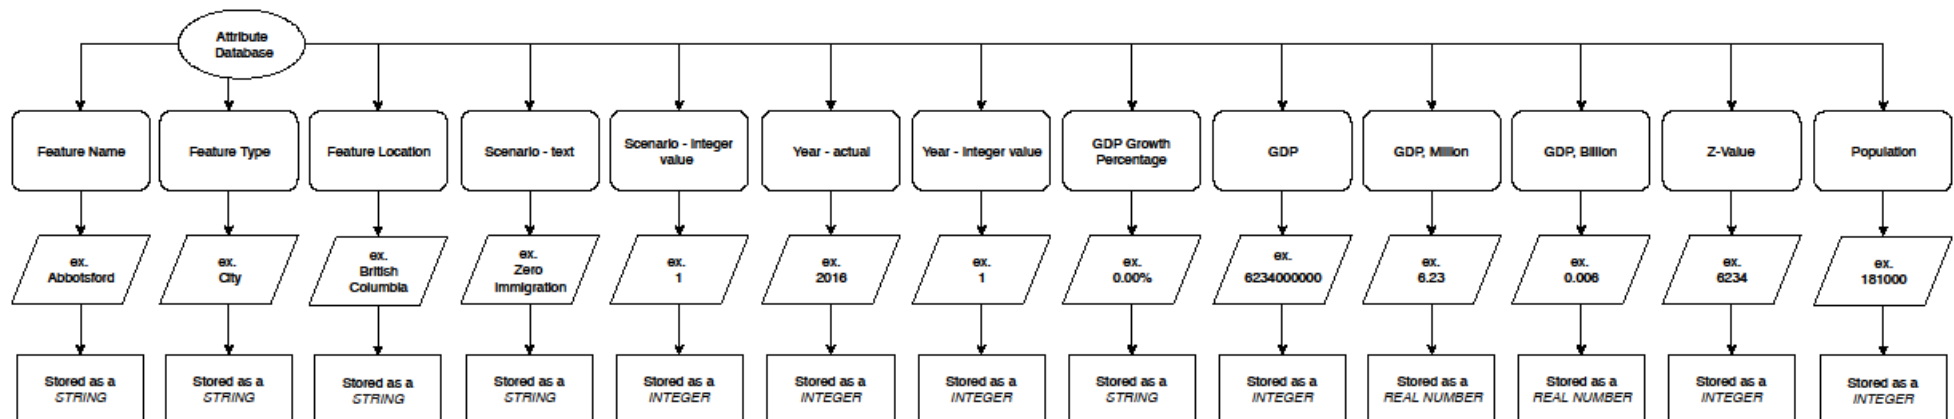 Attribute
Database
Feature Name
Feature Type
Feature Location
Scenario - text
Scenario - Integer
value
Year - actual
Year - Integer value
GDP Growth
Percentage
GDP
GDP, Million
GDP, Billion
Z-Value
Population
ex.
Abbotsford
ex.
City
ex.
British
Columbia
ex.
Zero
Immigration
ex.
1
ex.
2016
ex.
1
ex.
0.00%
ex.
6234000000
ex.
6.23
ex.
0.006
ex.
6234
ex.
181000
Stored as a
STRING
Stored as a
STRING
Stored as a
STRING
Stored as a
STRING
Stored as a
INTEGER
Stored as a
INTEGER
Stored as a
INTEGER
Stored as a
STRING
Stored as a
INTEGER
Stored as a
REAL NUMBER
Stored as a
REAL NUMBER
Stored as a
INTEGER
Stored as a
INTEGER